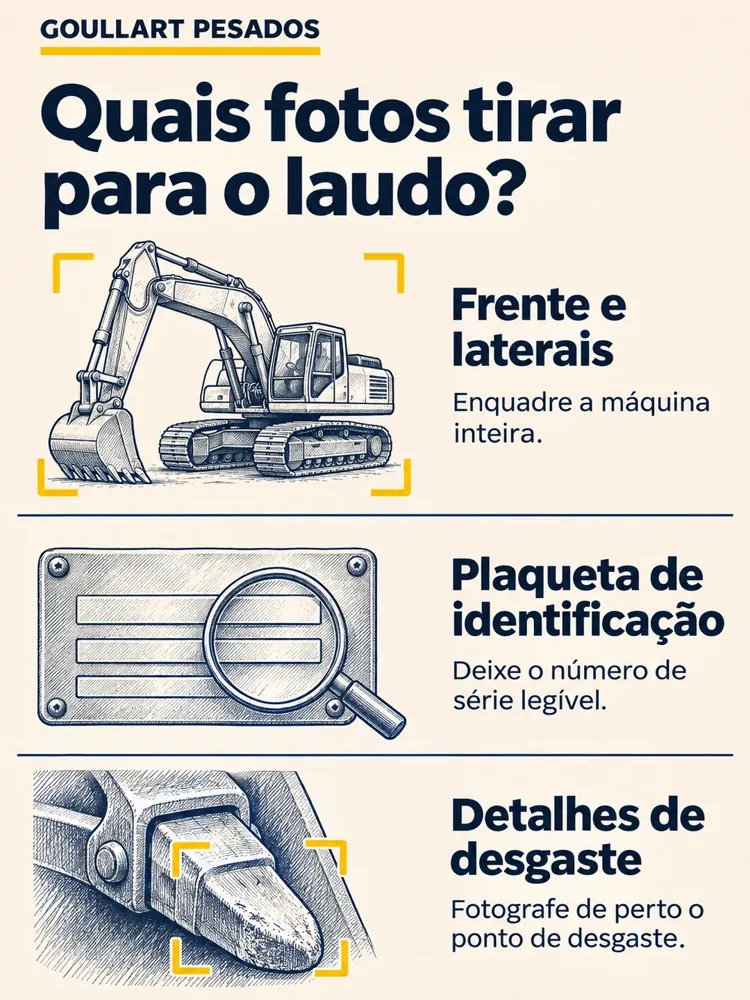 GOULLART PESADOS
Quais fotos tirar
para o laudo?
Frente e
laterais
Enquadre a máquina
inteira.
Plaqueta de
identificação
Deixe o número de
série legível.
Detalhes de
desgaste
Fotografe de perto o
ponto de desgaste.